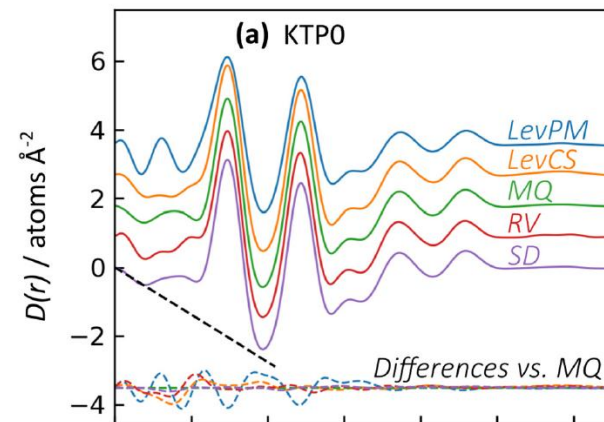 (a) KTP0
6
4
2
0
−2
−4
D(r) / atoms Å⁻²
LevPM
LevCS
MQ
RV
SD
Differences vs. MQ